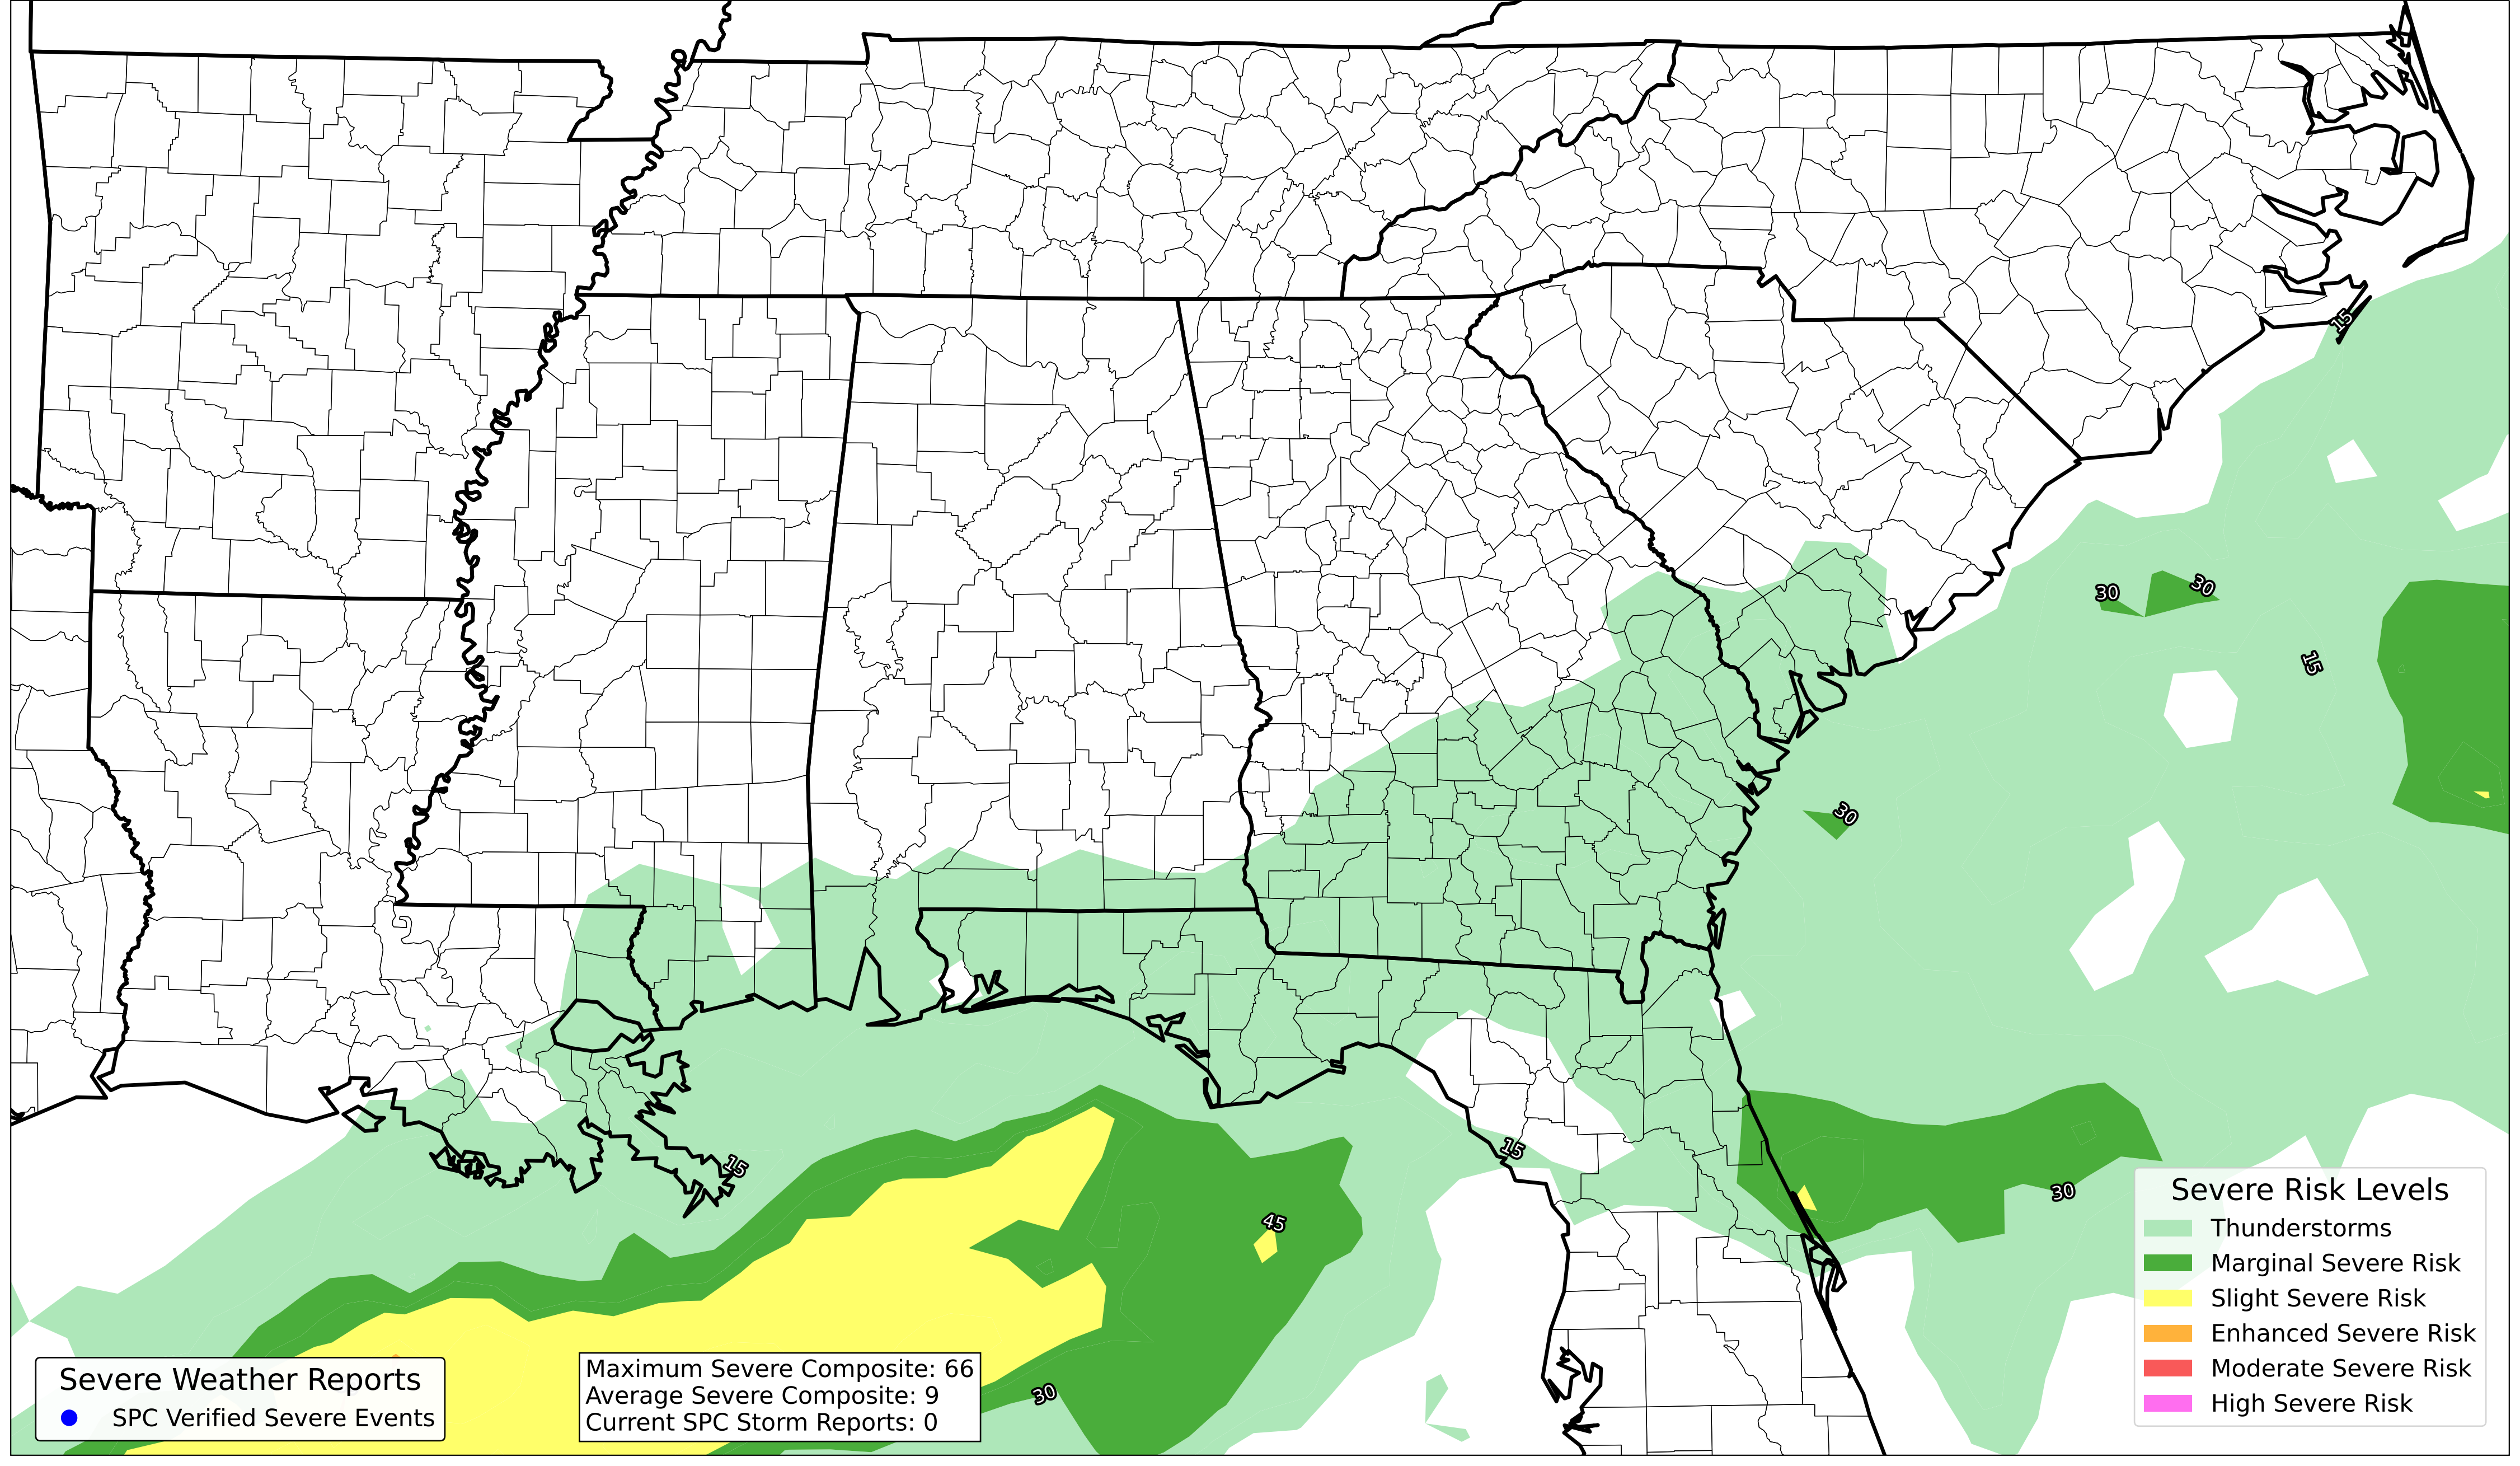 15
30
30
15
30
15
15
30
45
30
Severe Risk Levels
Thunderstorms
Marginal Severe Risk
Slight Severe Risk
Enhanced Severe Risk
Moderate Severe Risk
High Severe Risk
Severe Weather Reports
SPC Verified Severe Events
Maximum Severe Composite: 66
Average Severe Composite: 9
Current SPC Storm Reports: 0